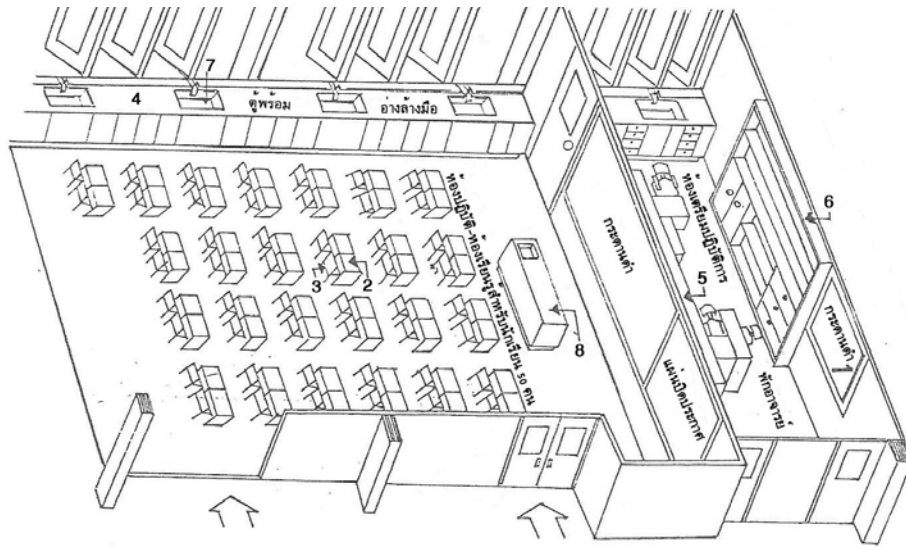 7
4
ตู้พร้อม
อ่างล้างมือ
ห้องปฏิบัติ-ห้องเรียนรู้สำหรับนักเรียน 50 คน
3
2
8
กระดานดำ
แผ่นปิดประกาศ
ห้องเตรียมปฏิบัติการ
5
6
พักอาจารย์
กระดานดำ